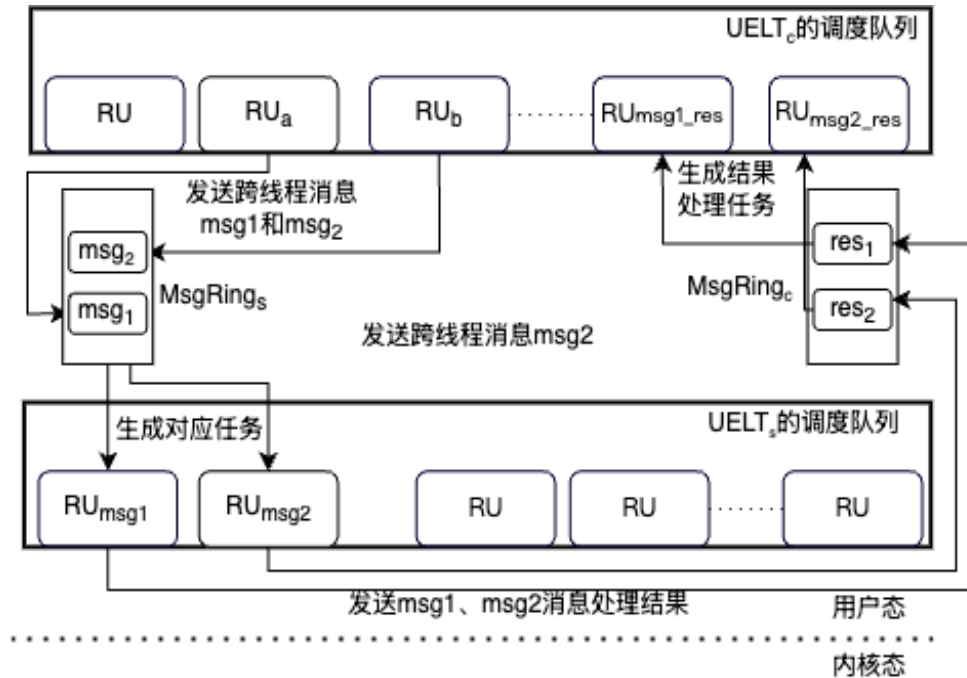 UELTc的调度队列
RU
RUa
RUb
RUmsg1_res
RUmsg2_res
发送跨线程消息
msg1和msg2
生成结果
处理任务
msg2
msg1
MsgRings
res1
res2
MsgRingc
发送跨线程消息msg2
生成对应任务
UELTs的调度队列
RUmsg1
RUmsg2
RU
RU
RU
发送msg1、msg2消息处理结果
用户态
内核态